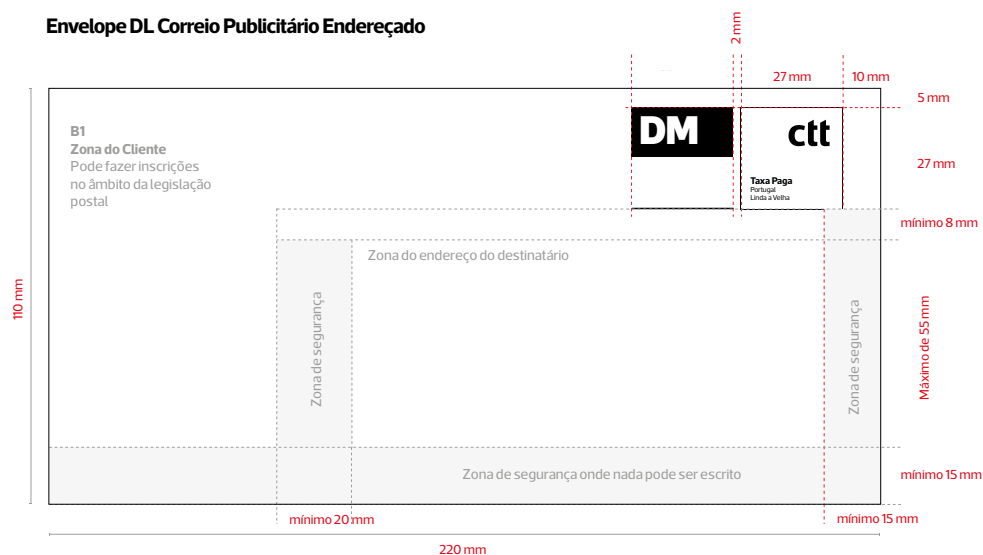 Envelope DL Correio Publicitário Endereçado
2 mm
27 mm
10 mm
5 mm
B1
Zona do Cliente
Pode fazer inscrições
no âmbito da legislação
postal
DM
ctt
Taxa Paga
Portugal
Linda a Velha
27 mm
mínimo 8 mm
Zona do endereço do destinatário
110 mm
Zona de segurança
Zona de segurança
Máximo de 55 mm
Zona de segurança onde nada pode ser escrito
mínimo 15 mm
mínimo 20 mm
mínimo 15 mm
220 mm